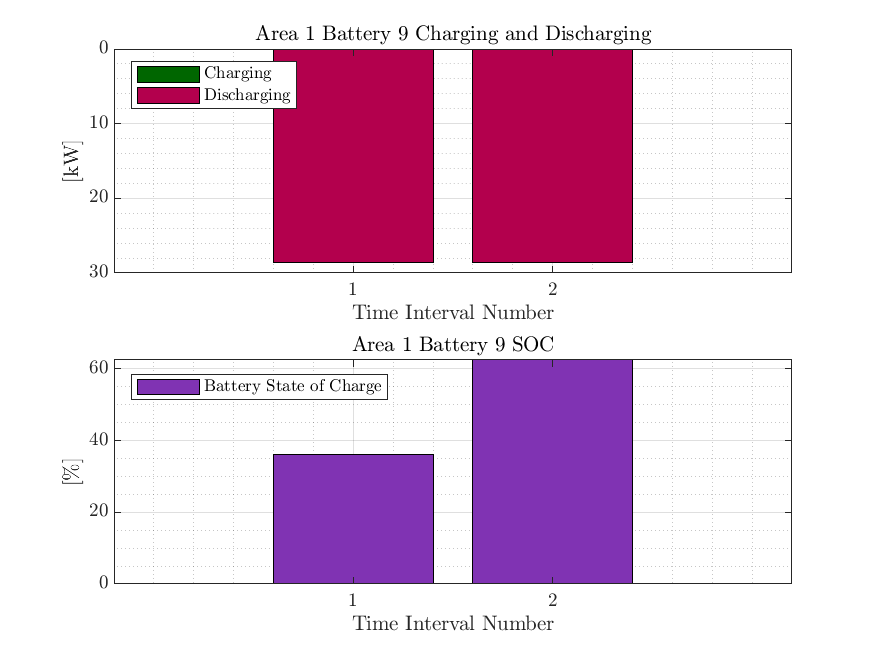 Area 1 Battery 9 Charging and Discharging
0
Charging
Discharging
10
[kW]
20
30
1 2
Time Interval Number
Area 1 Battery 9 SOC
60
Battery State of Charge
40
[%]
20
0
1 2
Time Interval Number